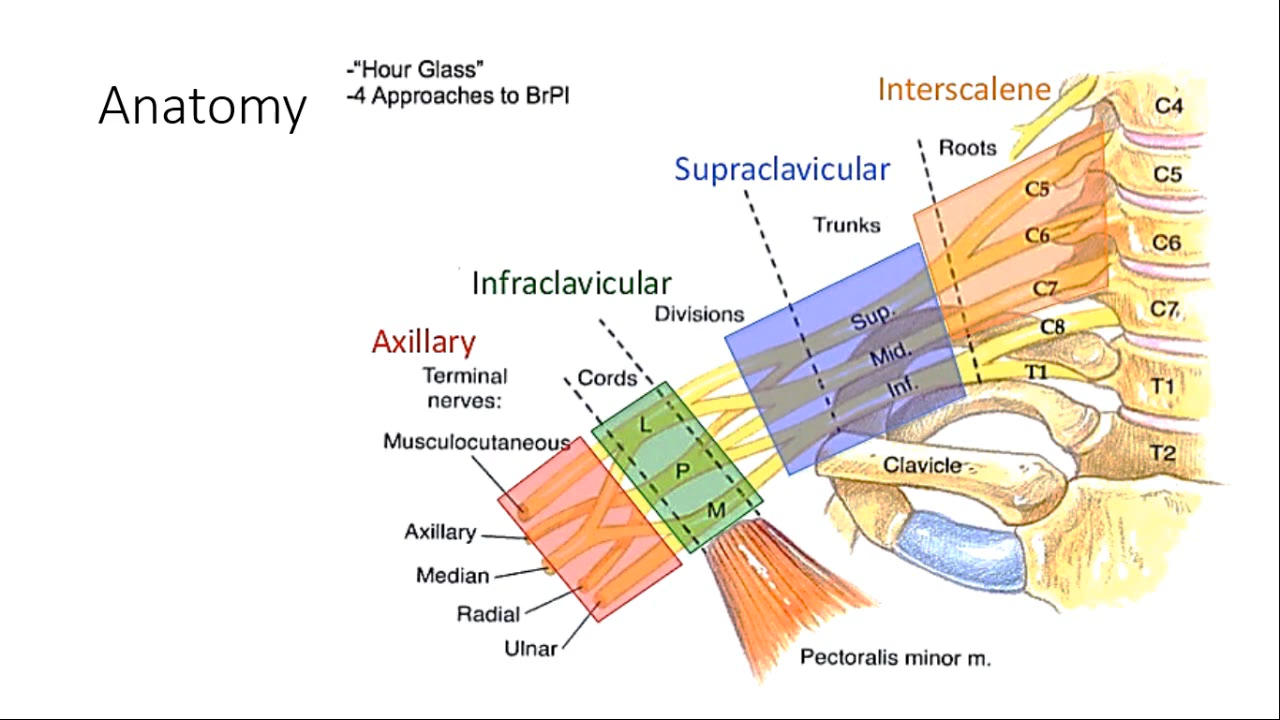 Anatomy
-“Hour Glass”
-4 Approaches to BrPl
Interscalene
Roots
Supraclavicular
Trunks
Infraclavicular
Divisions
Axillary
Terminal
nerves:
Cords
Musculocutaneous
Axillary
Median
Radial
Ulnar
L
P
M
Sup.
Mid.
Inf.
C5
C6
C7
C8
T1
C4
C5
C6
C7
T1
T2
Clavicle
Pectoralis minor m.